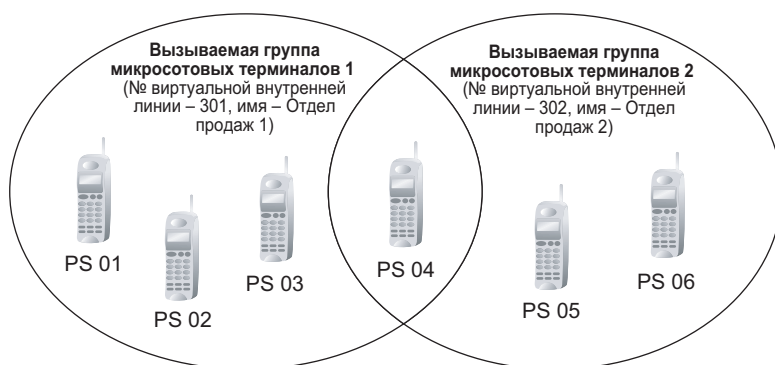 Вызываемая группа
микросотовых терминалов 1
(№ виртуальной внутренней
линии – 301, имя – Отдел
продаж 1)
Вызываемая группа
микросотовых терминалов 2
(№ виртуальной внутренней
линии – 302, имя – Отдел
продаж 2)
PS 01
PS 02
PS 03
PS 04
PS 05
PS 06